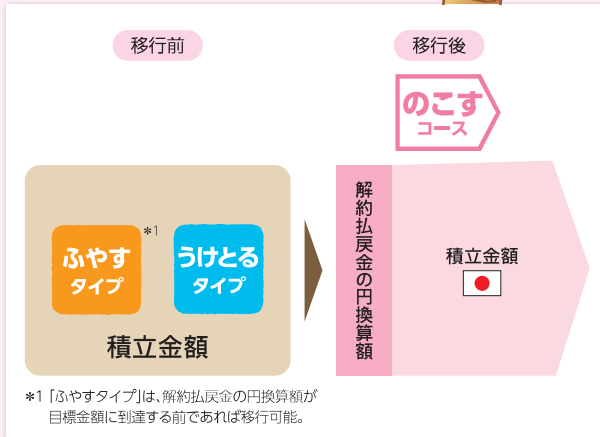 移行前
移行後
のこす
コース
ふやす
タイプ
*1
うけとる
タイプ
積立金額
解約払戻金の円換算額
積立金額
*1「ふやすタイプ」は、解約払戻金の円換算額が
目標金額に到達する前であれば移行可能。